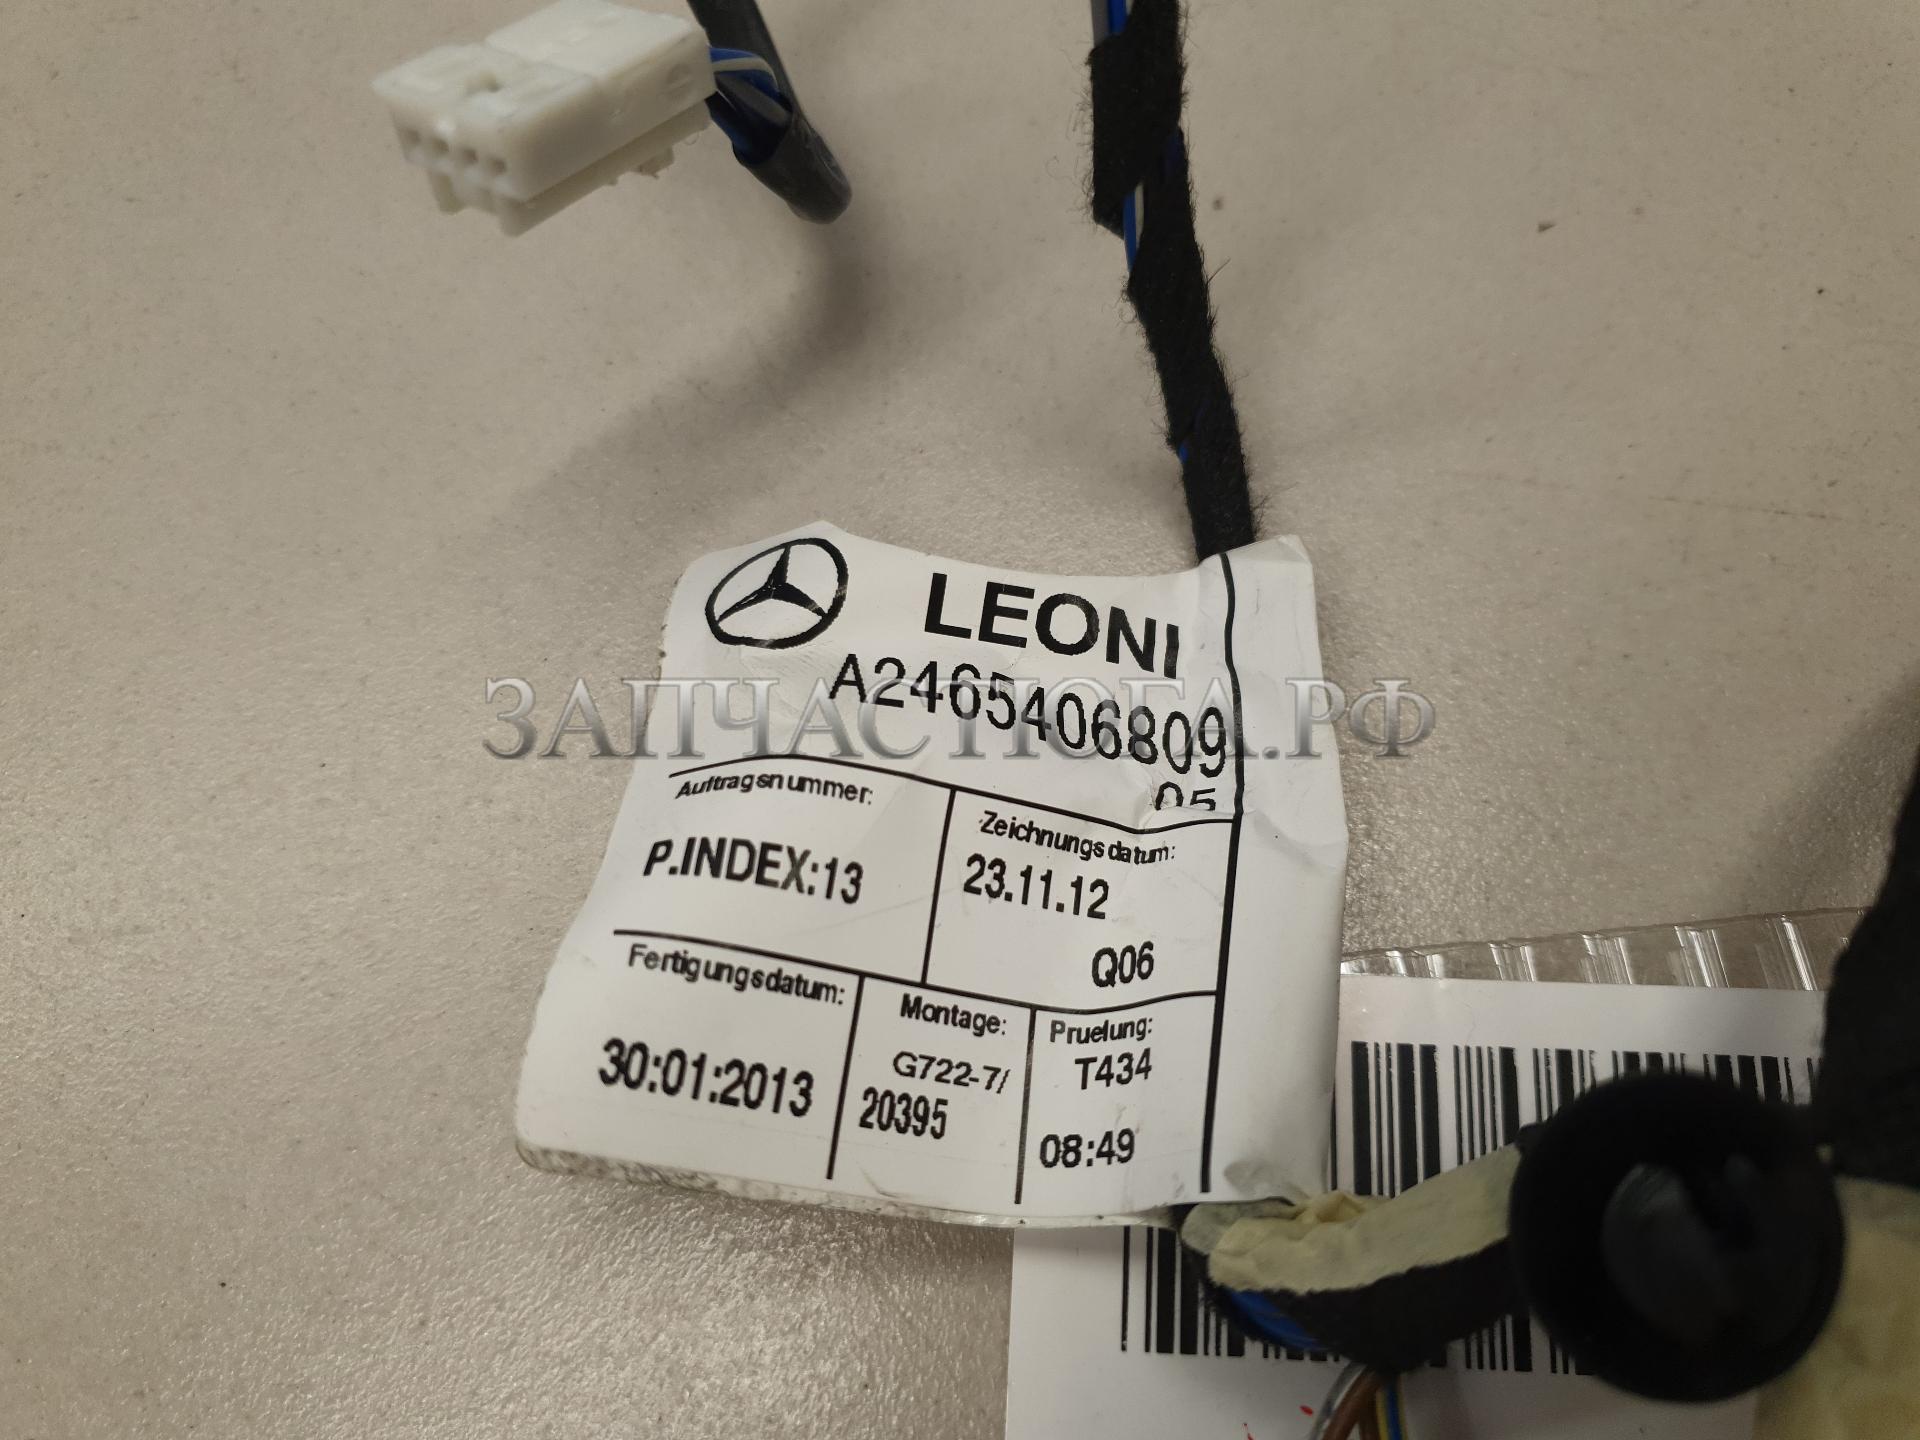 LEONI
A2465406809
05
ЗАПЧАСТЮГА.РФ
Auftragsnummer:
P.INDEX:13
Zeichnungsdatum:
23.11.12
Q06
Fertigungsdatum:
30:01:2013
Montage:
G722-7/
20395
Pruefung:
T434
08:49